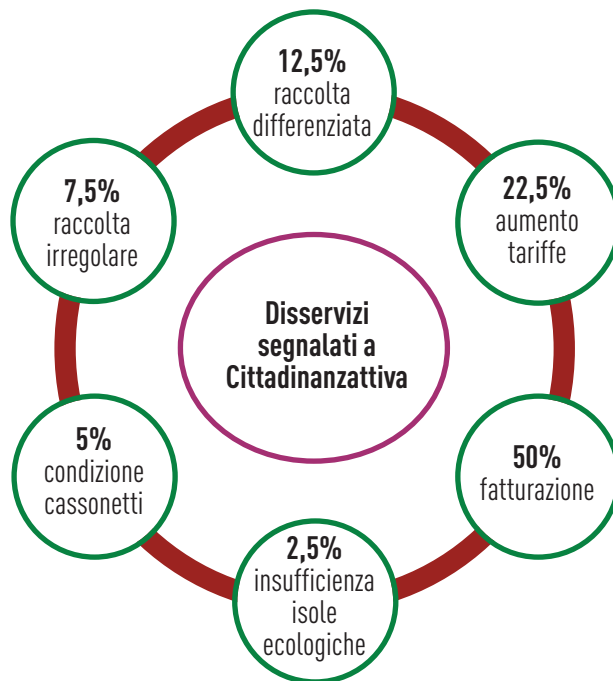 12,5%
raccolta
differenziata
22,5%
aumento
tariffe
50%
fatturazione
2,5%
insufficienza
isole
ecologiche
5%
condizione
cassonetti
7,5%
raccolta
irregolare
Disservizi
segnalati a
Cittadinanzattiva